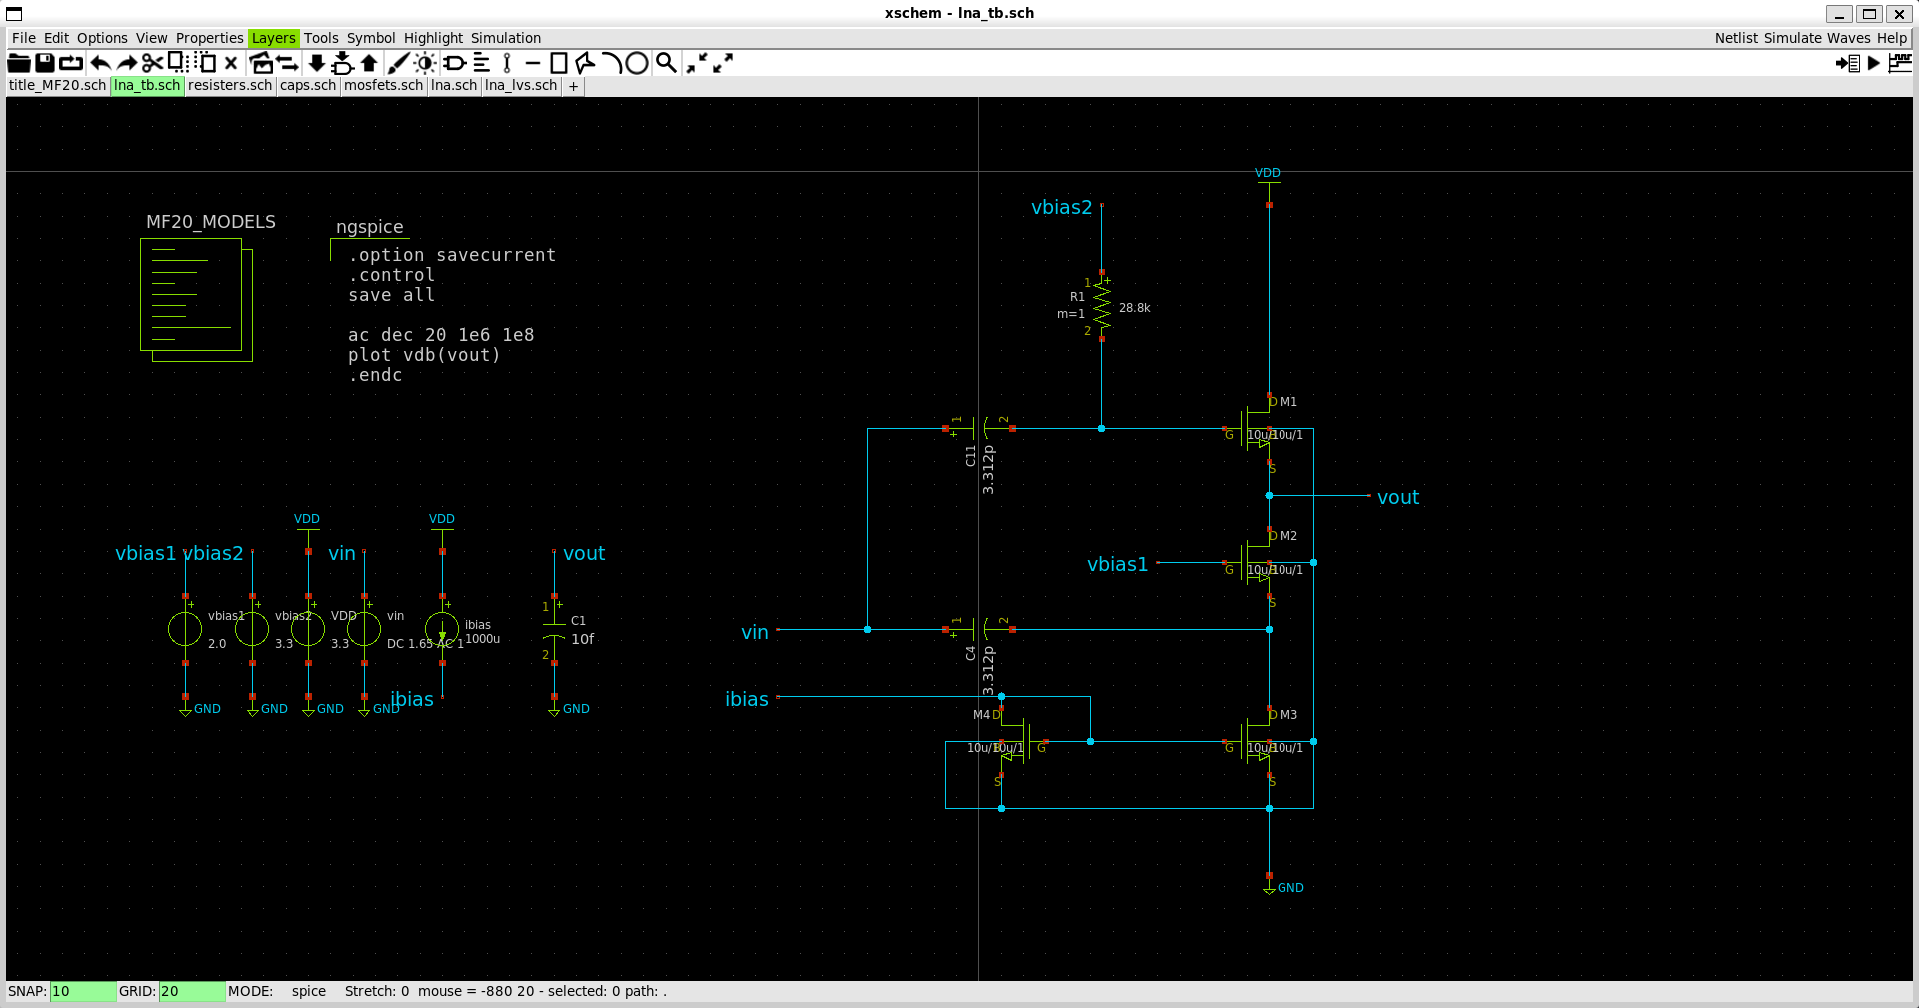 xschem - lna_tb.sch
File Edit Options View Properties Layers Tools Symbol Highlight Simulation Netlist Simulate Waves Help
title_MF20.sch lna_tb.sch resisters.sch caps.sch mosfets.sch lna.sch lna_lvs.sch +
VDD
vbias2
MF20_MODELS
ngspice
.option savecurrent
.control
save all
ac dec 20 1e6 1e8
plot vdb(vout)
.endc
1 +
R1
m=1
28.8k
2
D M1
1 2
+
G
10u/10u/1
C11
3.312p
S
vout
VDD VDD
D M2
vbias1 vbias2 vin vout
vbias1
G
10u/10u/1
S
+ + + + +
1 +
vbias1 vbias2 VDD vin
ibias
C1
2.0 3.3 3.3 DC 1.65 AC 1
1000u
10f
2
vin
1 2
+
C4
3.312p
ibias
ibias
GND GND GND GND GND
M4 D
D M3
10u/10u/1
G
G
10u/10u/1
S
S
GND
SNAP: 10 GRID: 20 MODE: spice Stretch: 0 mouse = -880 20 - selected: 0 path: .